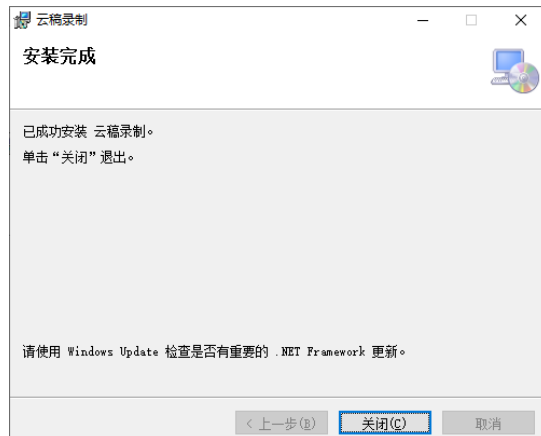 云稿录制
安装完成
已成功安装 云稿录制。
单击“关闭”退出。
请使用 Windows Update 检查是否有重要的 .NET Framework 更新。
< 上一步(B) 关闭(C) 取消